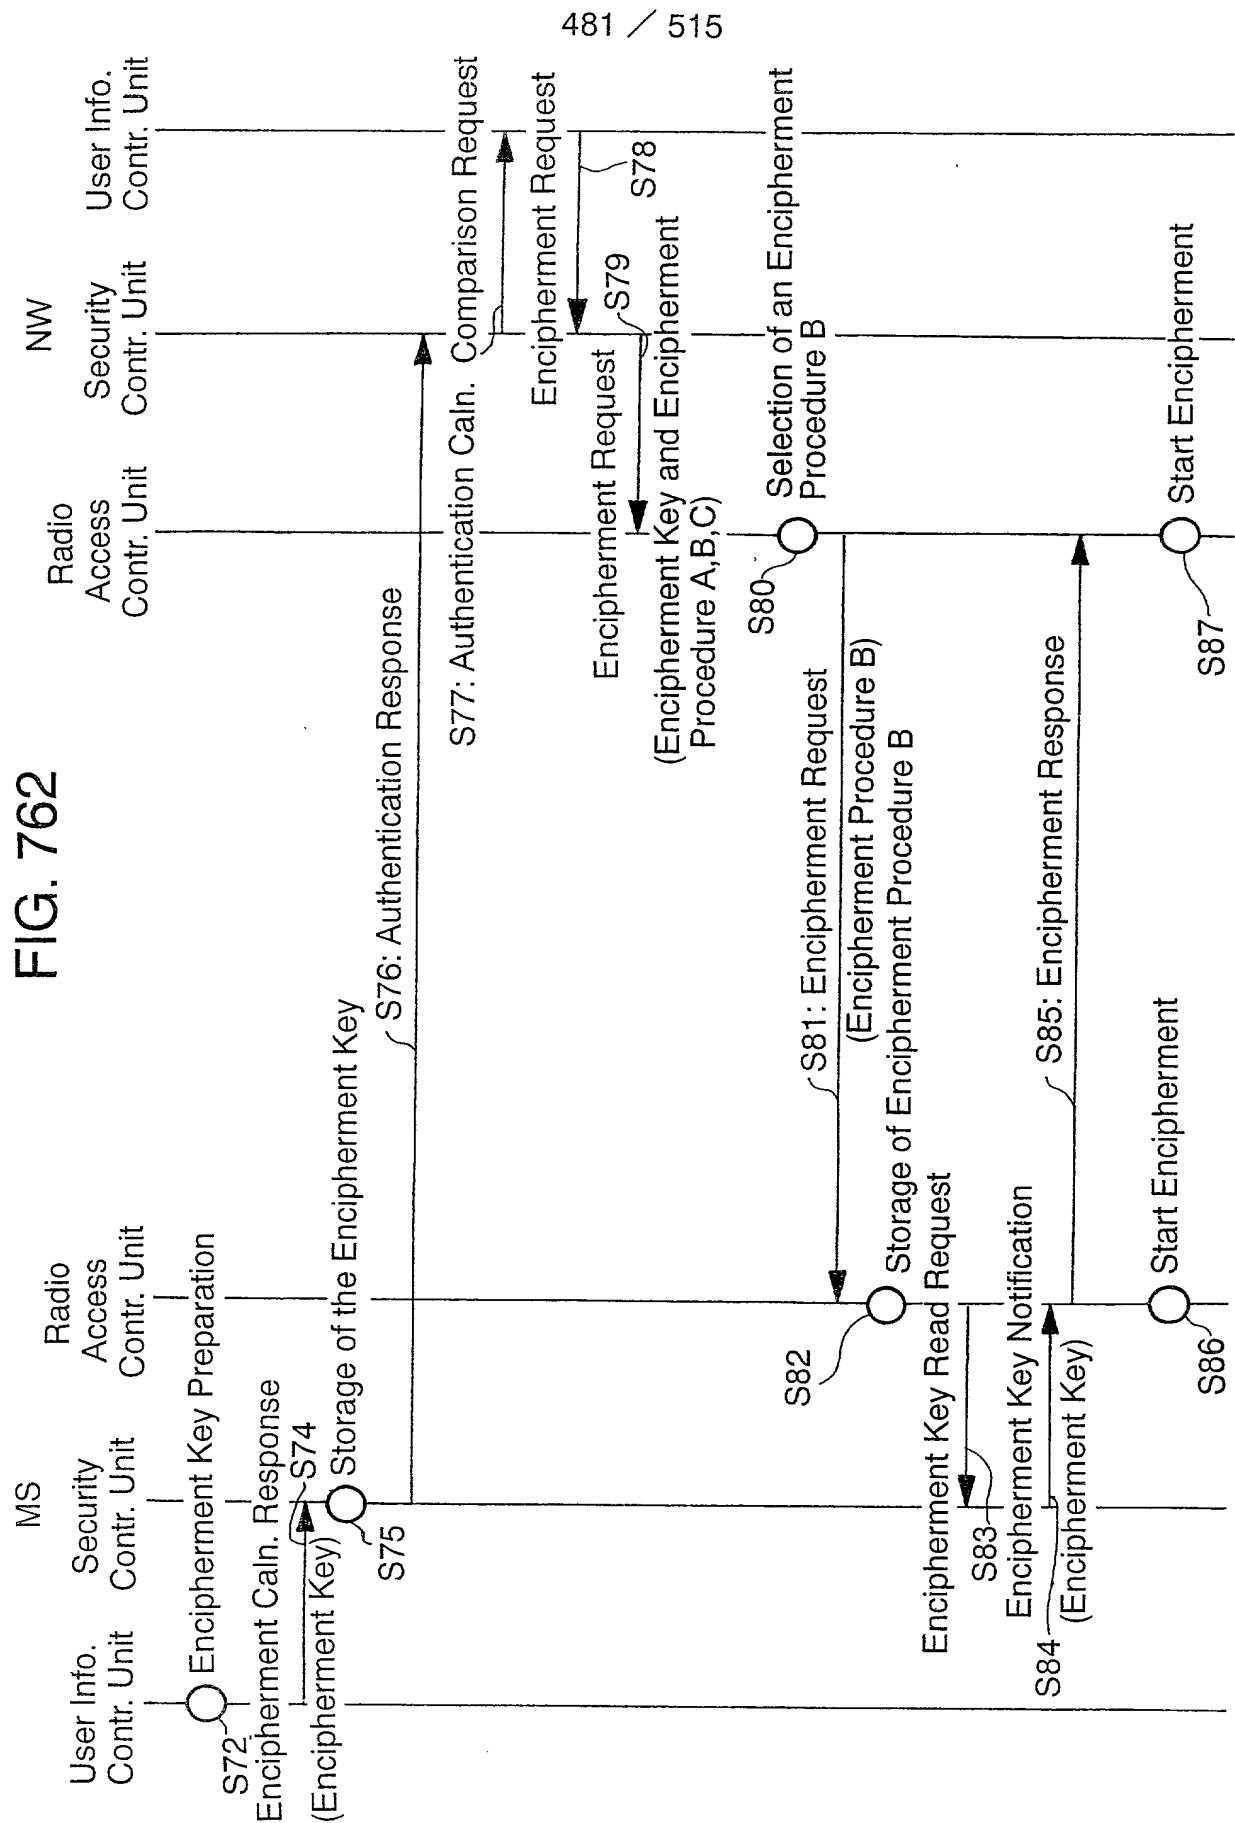 481 / 515
FIG. 762
MS
NW
User Info.
Contr. Unit
Security
Contr. Unit
Radio
Access
Contr. Unit
Radio
Access
Contr. Unit
Security
Contr. Unit
User Info.
Contr. Unit
S72
Encipherment Key Preparation
Encipherment Caln. Response
S74
(Encipherment Key)
S75
Storage of the Encipherment Key
S76: Authentication Response
S77: Authentication Caln. Comparison Request
Encipherment Request
S78
Encipherment Request
S79
(Encipherment Key and Encipherment
Procedure A,B,C)
S80
Selection of an Encipherment
Procedure B
S81: Encipherment Request
(Encipherment Procedure B)
S82
Storage of Encipherment Procedure B
Encipherment Key Read Request
S83
Encipherment Key Notification
S84
(Encipherment Key)
S85: Encipherment Response
S86
Start Encipherment
S87
Start Encipherment